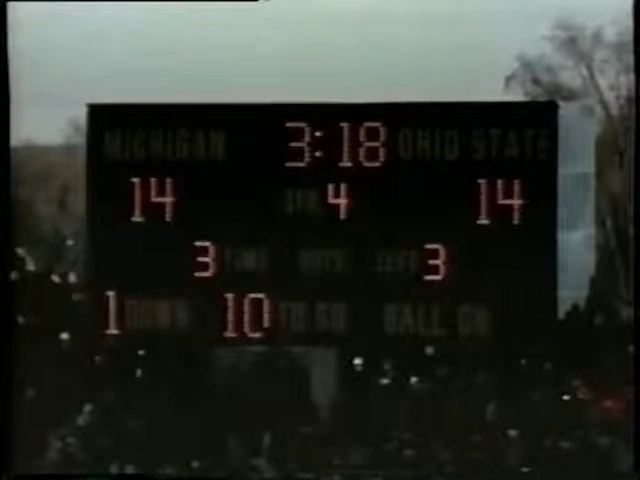 MICHIGAN 3:18 OHIO STATE
14 QTR 4 14
3 TIME OUTS LEFT 3
1 DOWN 10 TO GO BALL ON